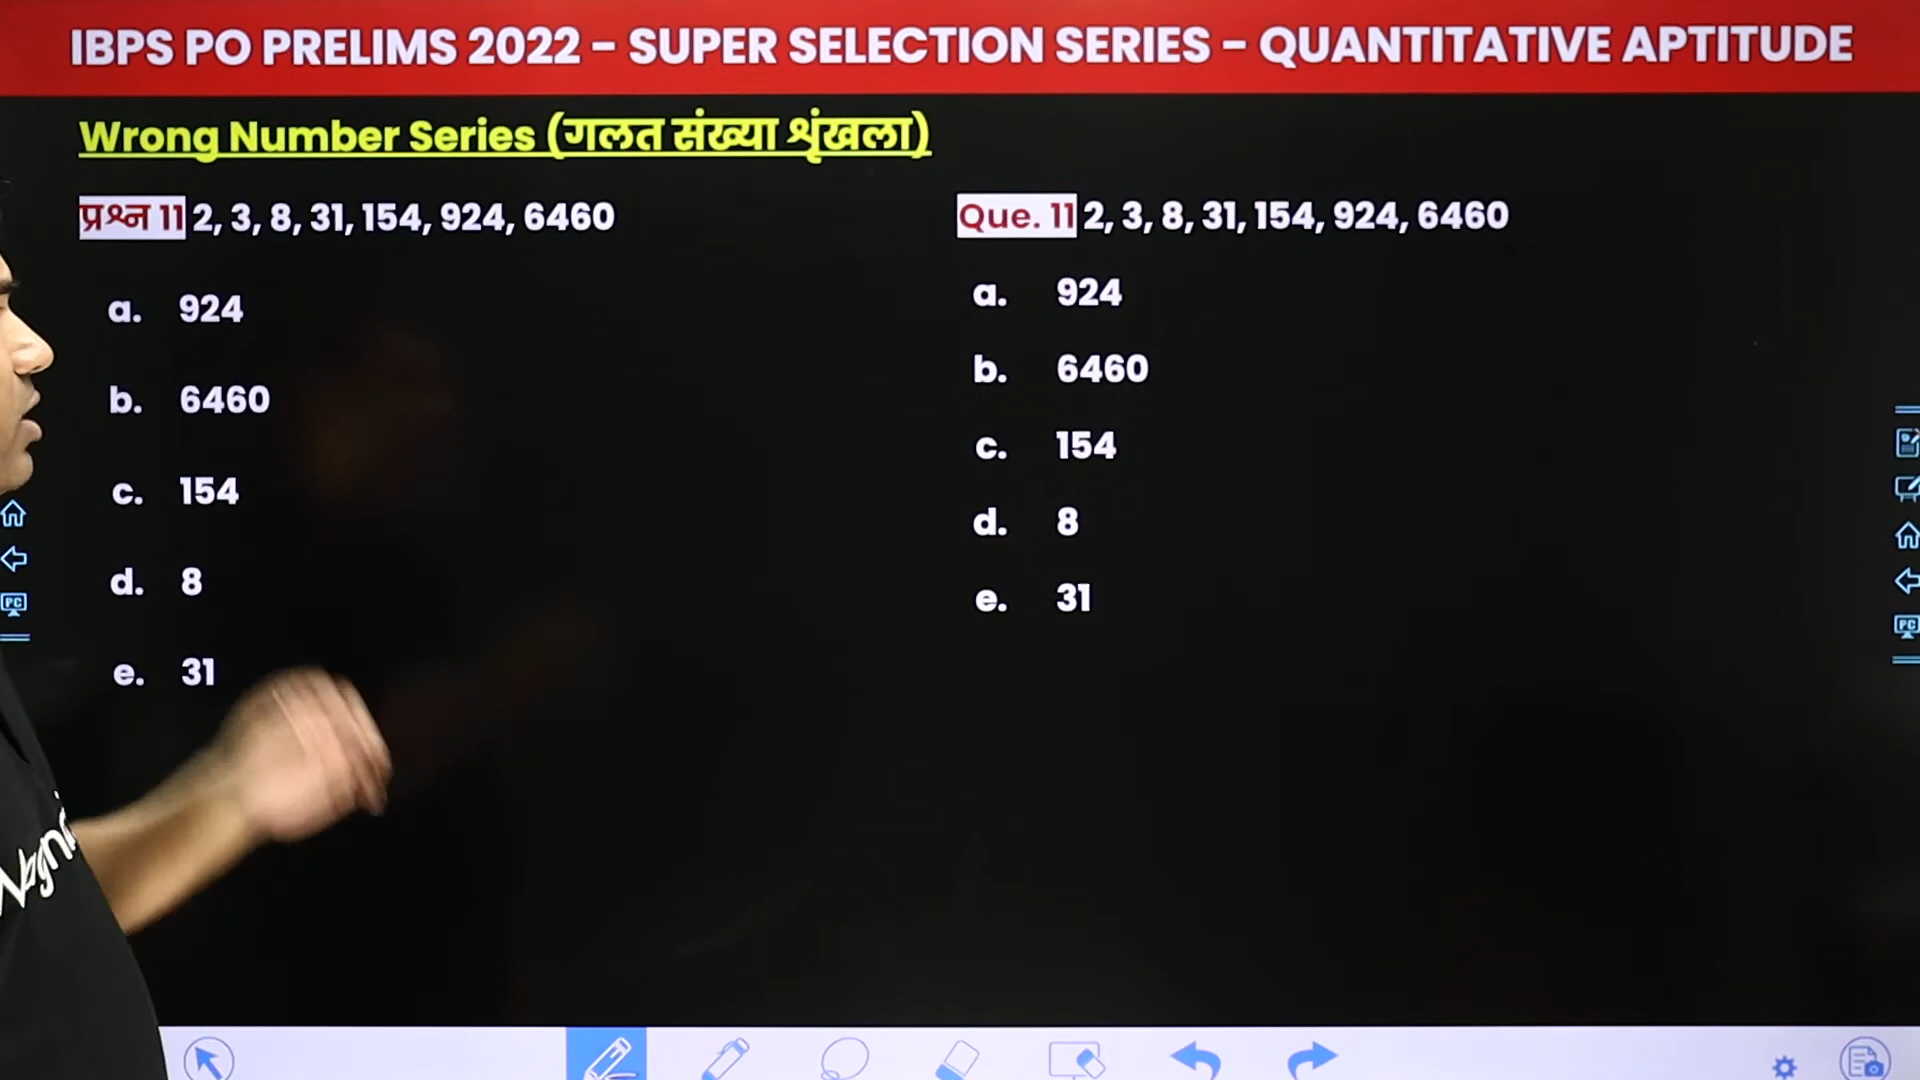 IBPS PO PRELIMS 2022 - SUPER SELECTION SERIES - QUANTITATIVE APTITUDE
Wrong Number Series (गलत संख्या श्रृंखला)
प्रश्न 11 2, 3, 8, 31, 154, 924, 6460
a. 924
b. 6460
c. 154
d. 8
e. 31
Que. 11 2, 3, 8, 31, 154, 924, 6460
a. 924
b. 6460
c. 154
d. 8
e. 31
PC
PC